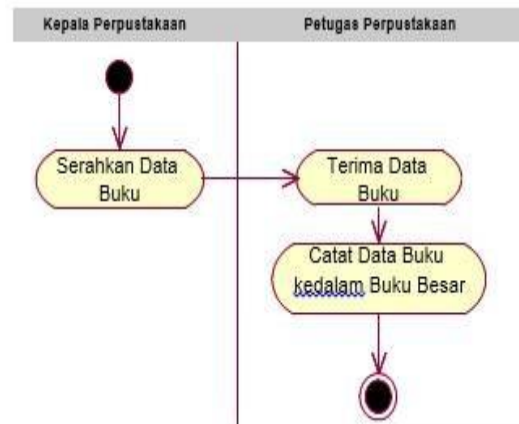 Kepala Perpustakaan
Petugas Perpustakaan
Serahkan Data
Buku
Terima Data
Buku
Catat Data Buku
kedalam Buku Besar